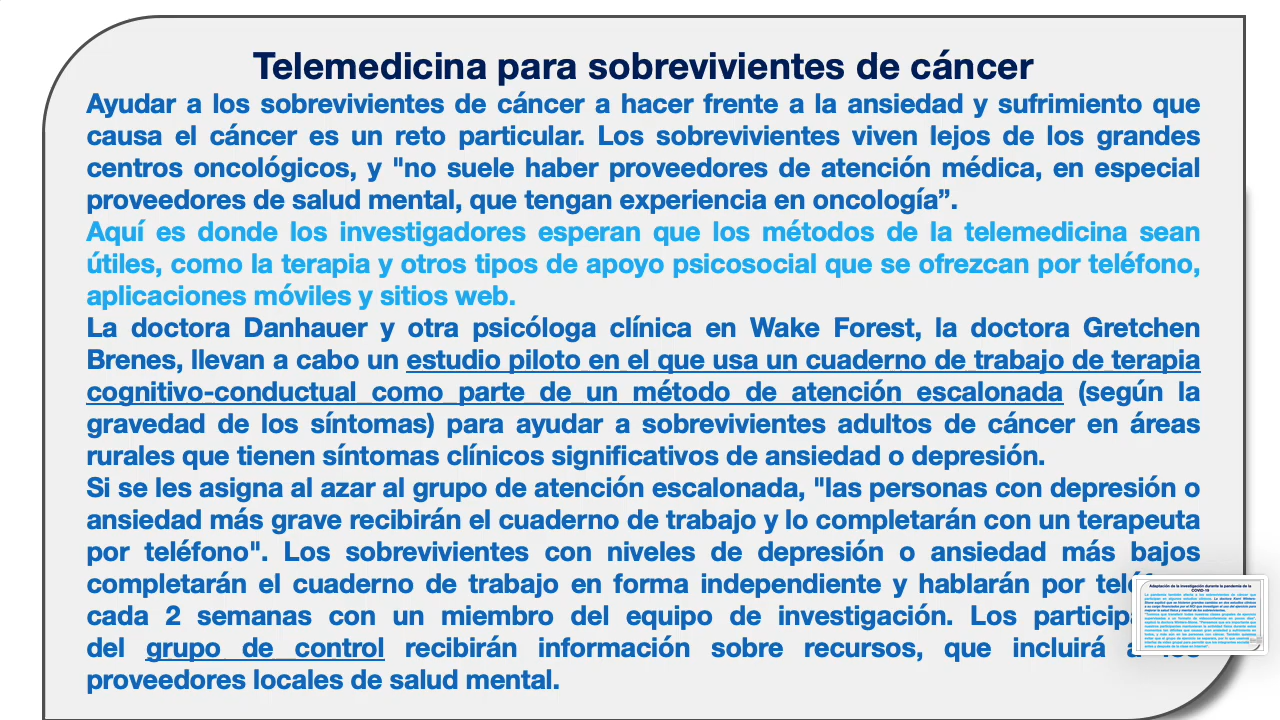 Telemedicina para sobrevivientes de cáncer
Ayudar a los sobrevivientes de cáncer a hacer frente a la ansiedad y sufrimiento que
causa el cáncer es un reto particular. Los sobrevivientes viven lejos de los grandes
centros oncológicos, y "no suele haber proveedores de atención médica, en especial
proveedores de salud mental, que tengan experiencia en oncología”.
Aquí es donde los investigadores esperan que los métodos de la telemedicina sean
útiles, como la terapia y otros tipos de apoyo psicosocial que se ofrezcan por teléfono,
aplicaciones móviles y sitios web.
La doctora Danhauer y otra psicóloga clínica en Wake Forest, la doctora Gretchen
Brenes, llevan a cabo un estudio piloto en el que usa un cuaderno de trabajo de terapia
cognitivo-conductual como parte de un método de atención escalonada (según la
gravedad de los síntomas) para ayudar a sobrevivientes adultos de cáncer en áreas
rurales que tienen síntomas clínicos significativos de ansiedad o depresión.
Si se les asigna al azar al grupo de atención escalonada, "las personas con depresión o
ansiedad más grave recibirán el cuaderno de trabajo y lo completarán con un terapeuta
por teléfono". Los sobrevivientes con niveles de depresión o ansiedad más bajos
completarán el cuaderno de trabajo en forma independiente y hablarán por
cada 2 semanas con un miembro del equipo de investigación. Los
del grupo de control recibirán información sobre recursos, que incluirá
proveedores locales de salud mental.
Adaptación de la investigación durante la pandemia de la
COVID-19